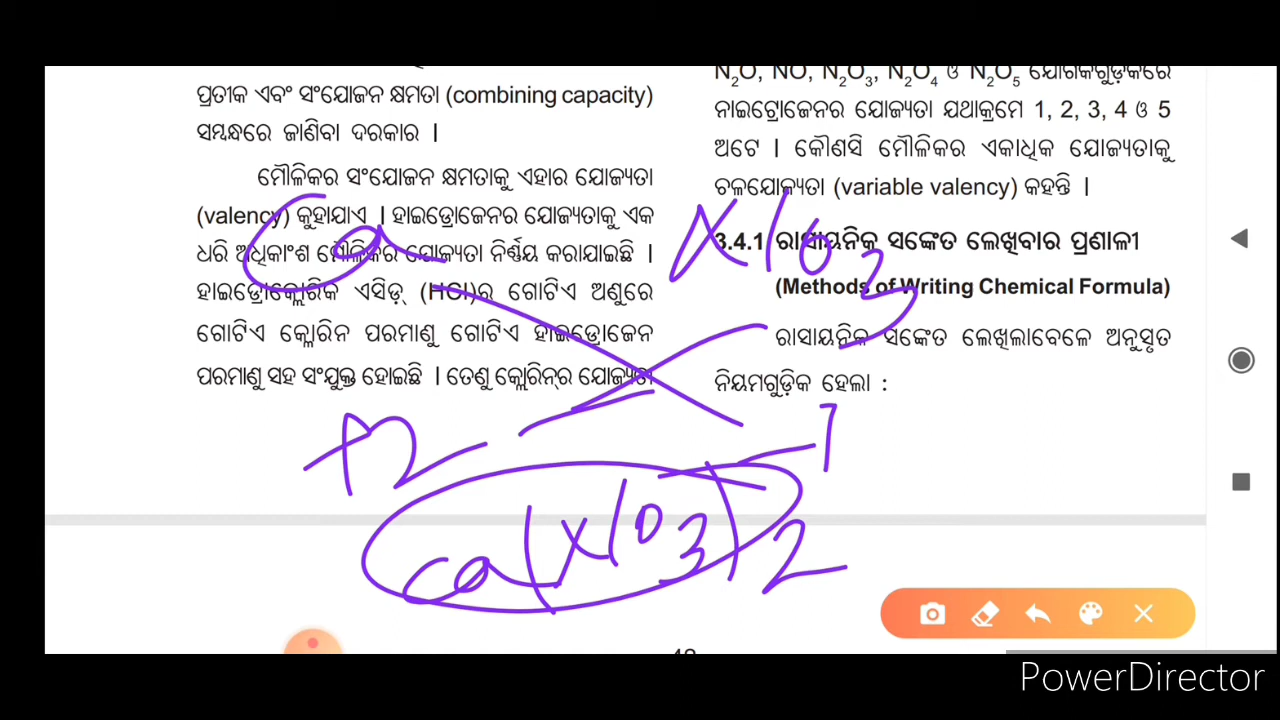 ପ୍ରତୀକ ଏବଂ ସଂଯୋଜନ କ୍ଷମତା (combining capacity)
ସମ୍ବନ୍ଧରେ ଜାଣିବା ଦରକାର ।
ମୌଳିକର ସଂଯୋଜନ କ୍ଷମତାକୁ ଏହାର ଯୋଜ୍ୟତା
(valency) କୁହାଯାଏ । ହାଇଡ୍ରୋଜେନର ଯୋଜ୍ୟତାକୁ ଏକ
ଧରି ଅଧିକାଂଶ ମୌଳିକର ଯୋଜ୍ୟତା ନିର୍ଣ୍ଣୟ କରାଯାଇଛି ।
ହାଇଡ୍ରୋକ୍ଲୋରିକ ଏସିଡ୍ (HCl)ର ଗୋଟିଏ ଅଣୁରେ
ଗୋଟିଏ କ୍ଲୋରିନ ପରମାଣୁ ଗୋଟିଏ ହାଇଡ୍ରୋଜେନ
ପରମାଣୁ ସହ ସଂଯୁକ୍ତ ହୋଇଛି । ତେଣୁ କ୍ଲୋରିନ୍‌ର ଯୋଜ୍ୟତା
N₂O, NO, N₂O₃, N₂O₄ ଓ N₂O₅ ଯୌଗିକଗୁଡ଼ିକରେ
ନାଇଟ୍ରୋଜେନର ଯୋଜ୍ୟତା ଯଥାକ୍ରମେ 1, 2, 3, 4 ଓ 5
ଅଟେ । କୌଣସି ମୌଳିକର ଏକାଧିକ ଯୋଜ୍ୟତାକୁ
ଚଳଯୋଜ୍ୟତା (variable valency) କହନ୍ତି ।
3.4.1 ରାସାୟନିକ ସଙ୍କେତ ଲେଖିବାର ପ୍ରଣାଳୀ
(Methods of Writing Chemical Formula)
ରାସାୟନିକ ସଙ୍କେତ ଲେଖିଲାବେଳେ ଅନୁସୃତ
ନିୟମଗୁଡ଼ିକ ହେଲା :
Ca
+2
PowerDirector